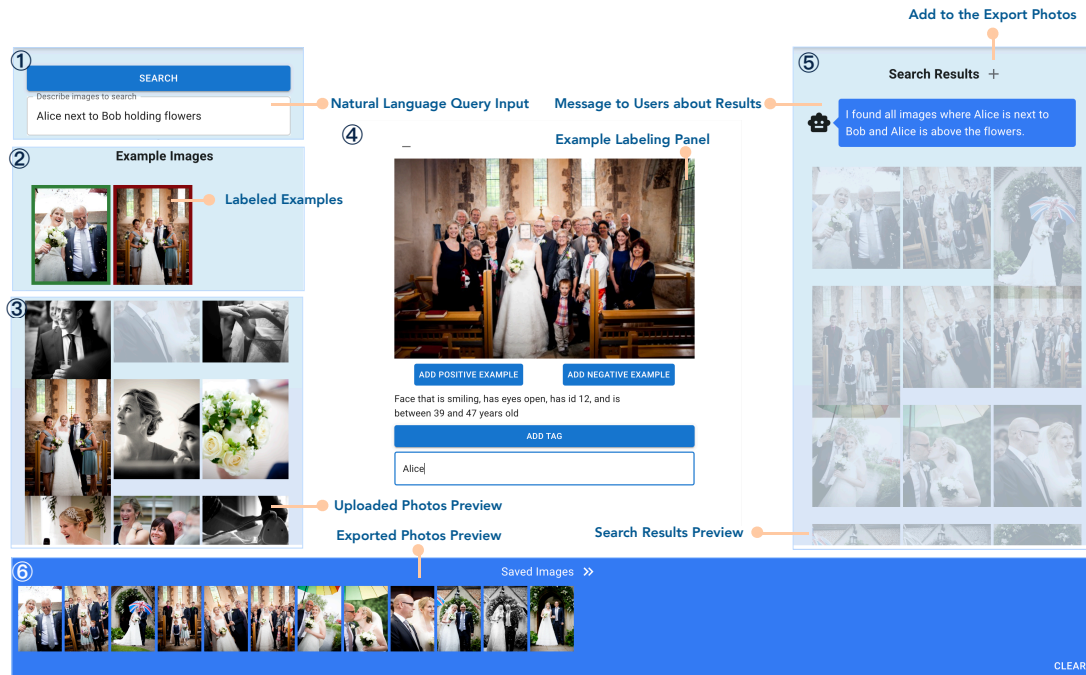 Add to the Export Photos
①
SEARCH
Describe images to search
Alice next to Bob holding flowers
Natural Language Query Input
②
Example Images
Labeled Examples
③
Uploaded Photos Preview
④
Example Labeling Panel
ADD POSITIVE EXAMPLE
ADD NEGATIVE EXAMPLE
Face that is smiling, has eyes open, has id 12, and is
between 39 and 47 years old
ADD TAG
Alice
⑤
Search Results +
Message to Users about Results
I found all images where Alice is next to
Bob and Alice is above the flowers.
Search Results Preview
Exported Photos Preview
⑥
Saved Images »
CLEAR